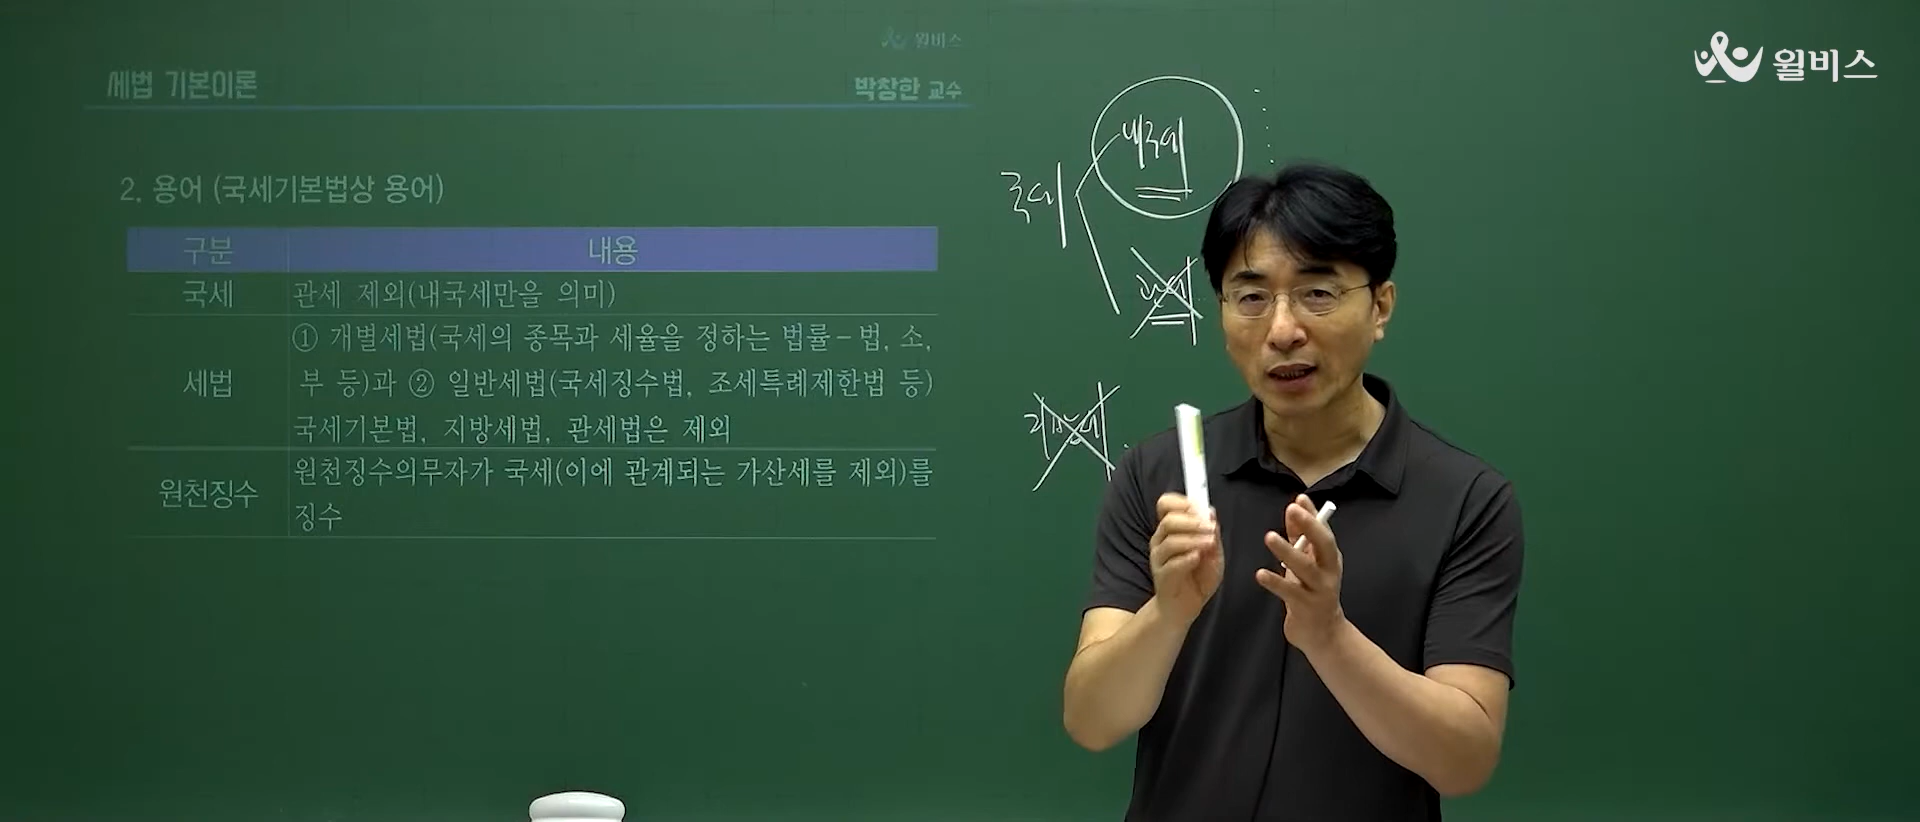 윌비스
윌비스
세법 기본이론
박창한 교수
2. 용어 (국세기본법상 용어)
구분 내용
국세 관세 제외(내국세만을 의미)
세법 ① 개별세법(국세의 종목과 세율을 정하는 법률-법, 소,
부 등)과 ② 일반세법(국세징수법, 조세특례제한법 등)
국세기본법, 지방세법, 관세법은 제외
원천징수 원천징수의무자가 국세(이에 관계되는 가산세를 제외)를
징수
내국세
국세
관세
지방세